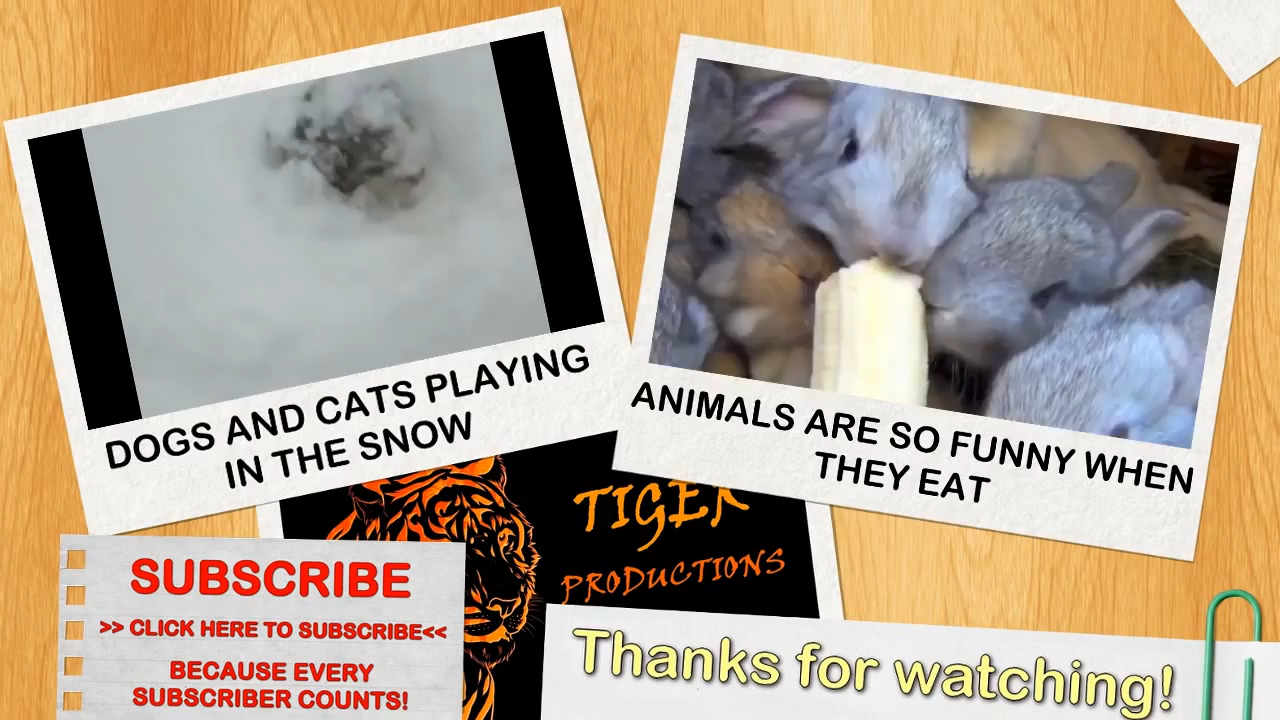 DOGS AND CATS PLAYING
IN THE SNOW
ANIMALS ARE SO FUNNY WHEN
THEY EAT
TIGER
PRODUCTIONS
SUBSCRIBE
>> CLICK HERE TO SUBSCRIBE<<
BECAUSE EVERY
SUBSCRIBER COUNTS!
Thanks for watching!